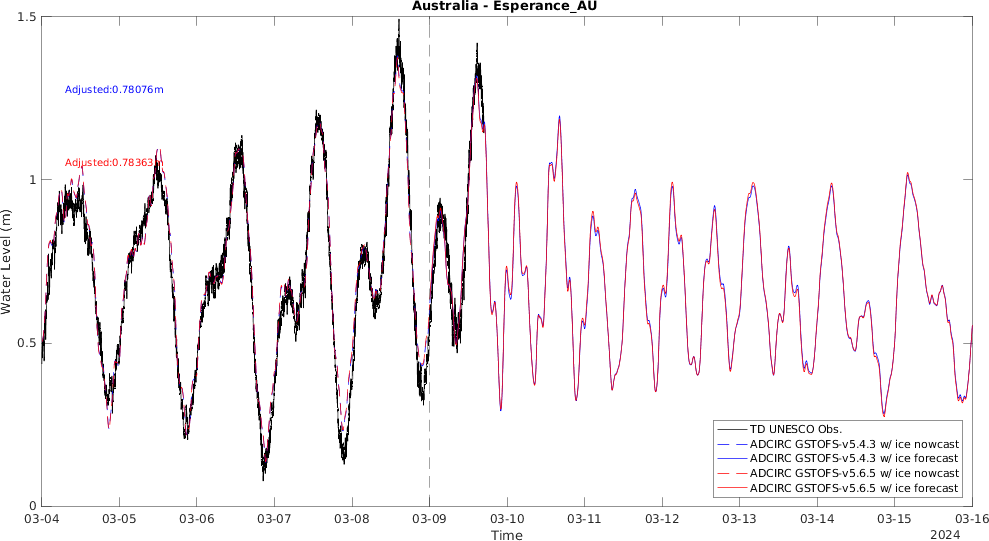 Australia - Esperance_AU
1.5
Adjusted:0.78076m
Adjusted:0.78363
1
Water Level (m)
0.5
TD UNESCO Obs.
ADCIRC GSTOFS-v5.4.3 w/ ice nowcast
ADCIRC GSTOFS-v5.4.3 w/ ice forecast
ADCIRC GSTOFS-v5.6.5 w/ ice nowcast
ADCIRC GSTOFS-v5.6.5 w/ ice forecast
0
03-04 03-05 03-06 03-07 03-08 03-09 03-10 03-11 03-12 03-13 03-14 03-15 03-16
Time
2024